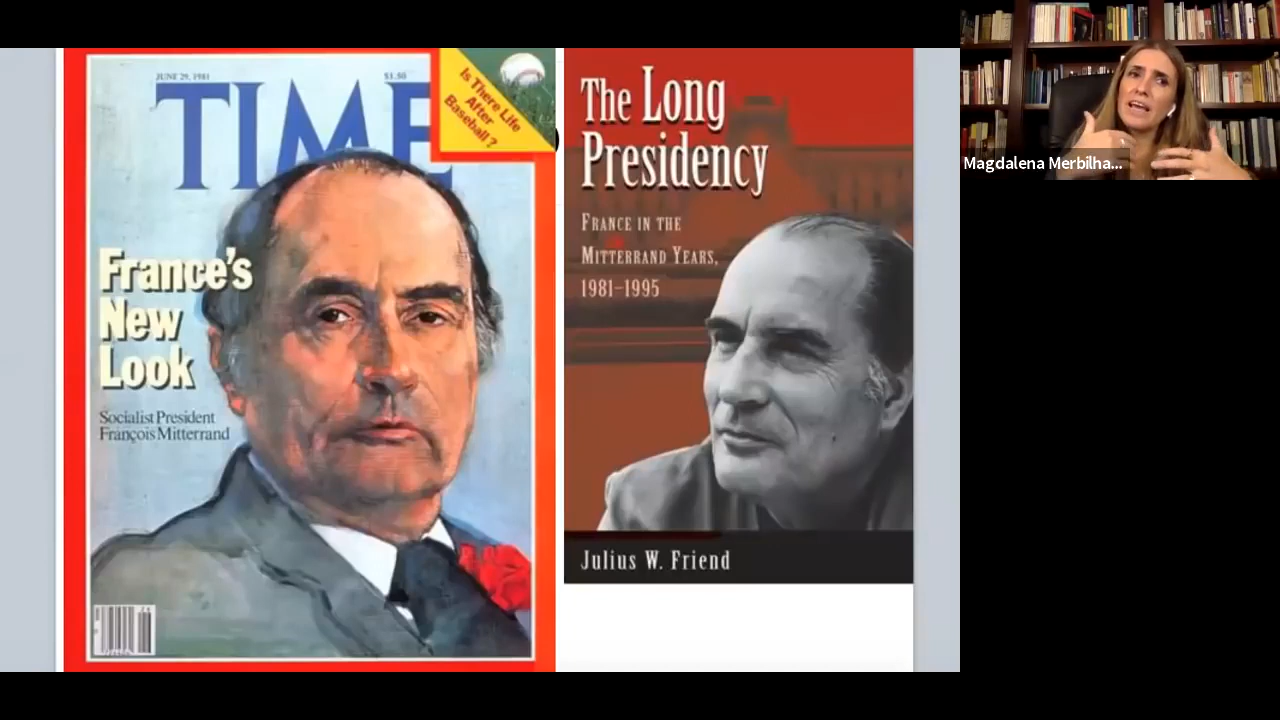 JUNE 29, 1981
$1.50
TIME
Is There Life
After
Baseball?
France's
New
Look
Socialist President
François Mitterrand
The Long
Presidency
FRANCE IN THE
MITTERRAND YEARS,
1981–1995
Julius W. Friend
Magdalena Merbilha...